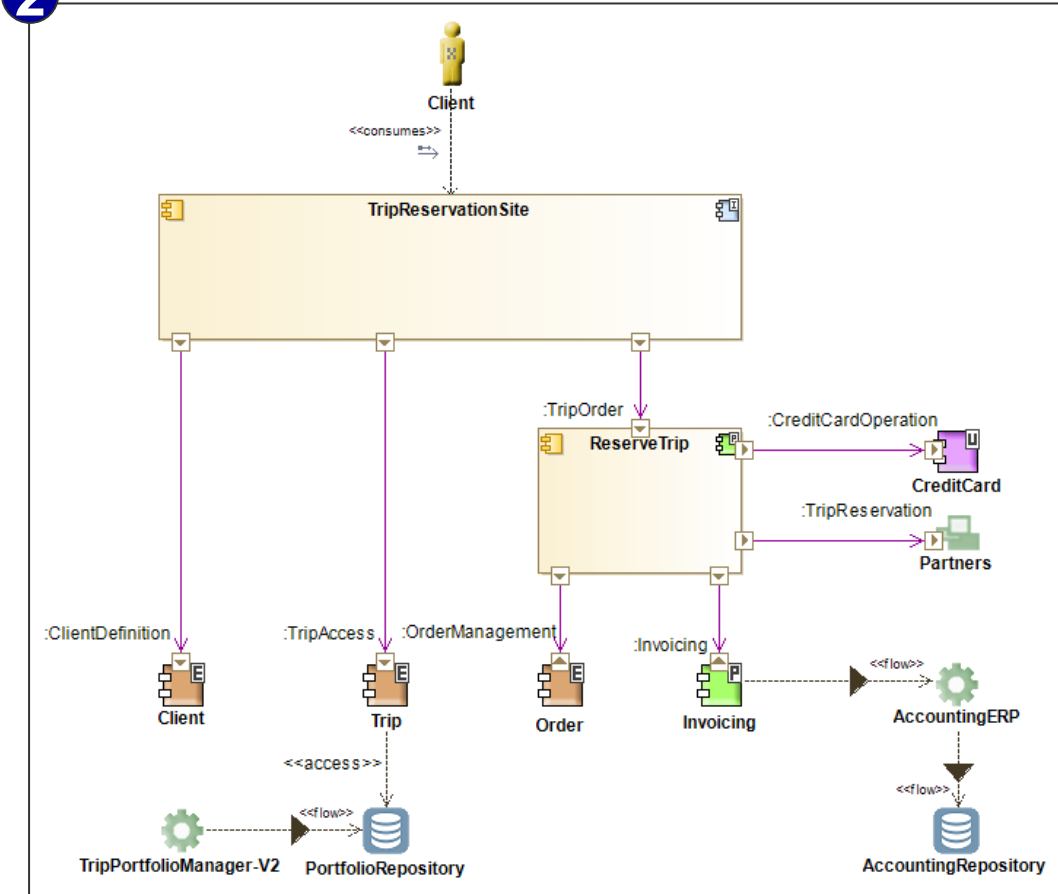 2
Client
<<consumes>>
TripReservationSite
I
:TripOrder
:CreditCardOperation
ReserveTrip
P
U
CreditCard
:TripReservation
Partners
:ClientDefinition
:TripAccess
:OrderManagement
:Invoicing
E
E
E
P
<<flow>>
Client
Trip
Order
Invoicing
AccountingERP
<<access>>
<<flow>>
<<flow>>
TripPortfolioManager-V2
PortfolioRepository
AccountingRepository